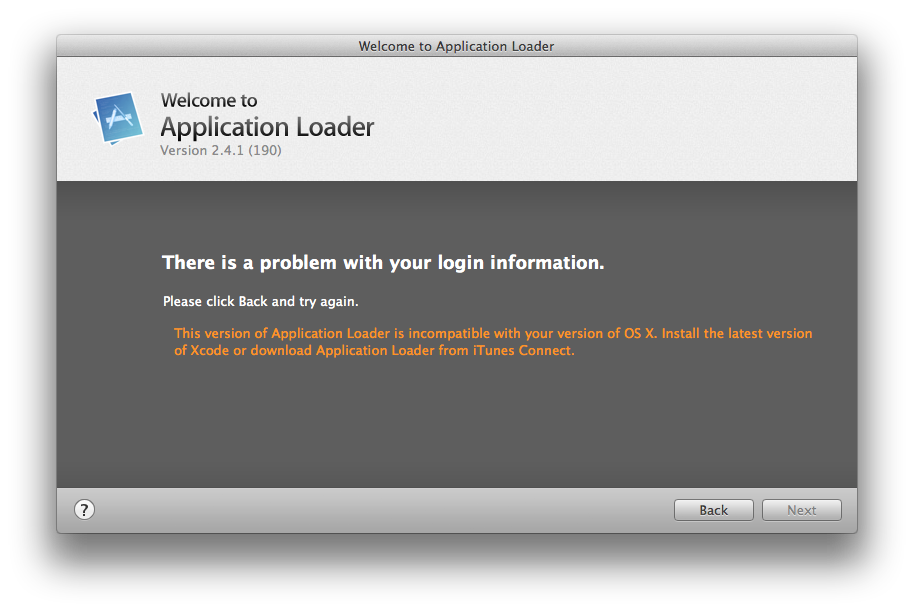 Welcome to Application Loader
Welcome to
Application Loader
Version 2.4.1 (190)
There is a problem with your login information.
Please click Back and try again.
This version of Application Loader is incompatible with your version of OS X. Install the latest version
of Xcode or download Application Loader from iTunes Connect.
?
Back
Next